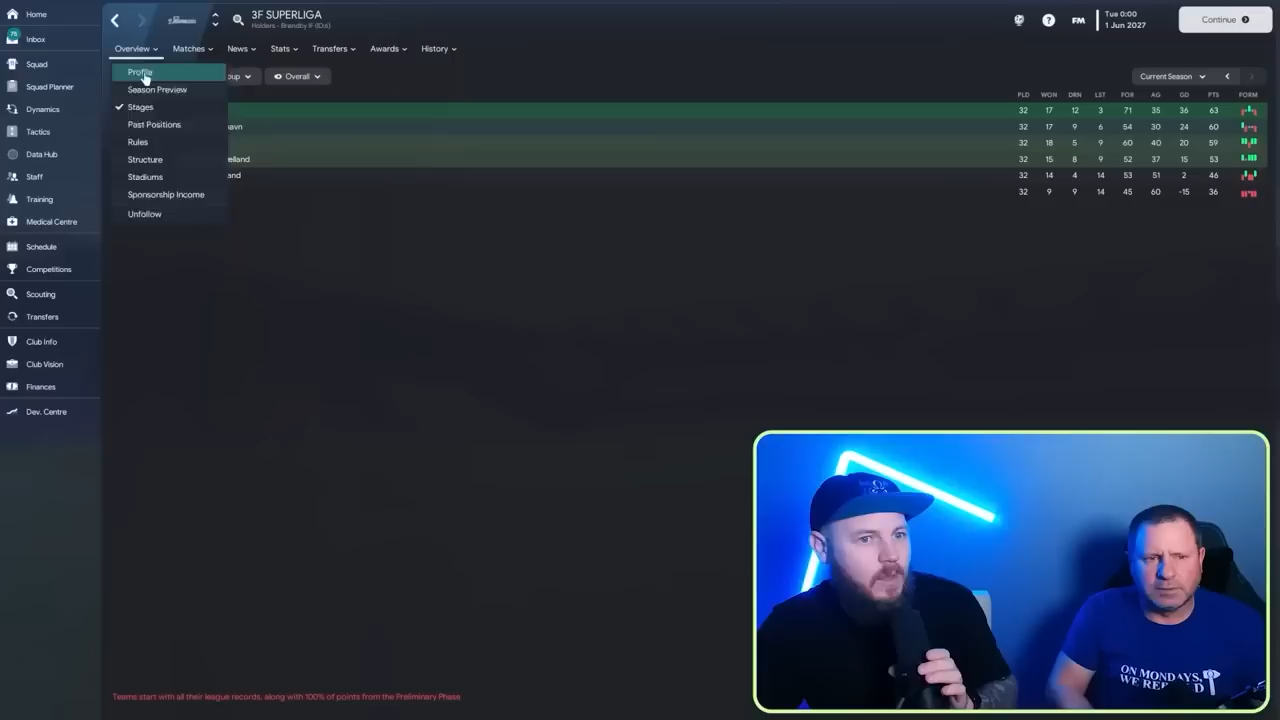 Home
3F SUPERLIGA
Holders - Brøndby IF (D:6)
FM
Tue 0:00
1 Jun 2027
Continue
75
Inbox
Overview
Matches
News
Stats
Transfers
Awards
History
Squad
Squad Planner
Dynamics
Tactics
Data Hub
Staff
Training
Medical Centre
Schedule
Competitions
Scouting
Transfers
Club Info
Club Vision
Finances
Dev. Centre
Profile
Season Preview
Stages
Past Positions
Rules
Structure
Stadiums
Sponsorship Income
Unfollow
oup
Overall
Current Season
PLD WON DRN LST FOR AG GD PTS FORM
32 17 12 3 71 35 36 63
avn 32 17 9 6 54 30 24 60
32 18 5 9 60 40 20 59
elland 32 15 8 9 52 37 15 53
and 32 14 4 14 53 51 2 46
32 9 9 14 45 60 -15 36
ON MONDAYS,
WE
Teams start with all their league records, along with 100% of points from the Preliminary Phase